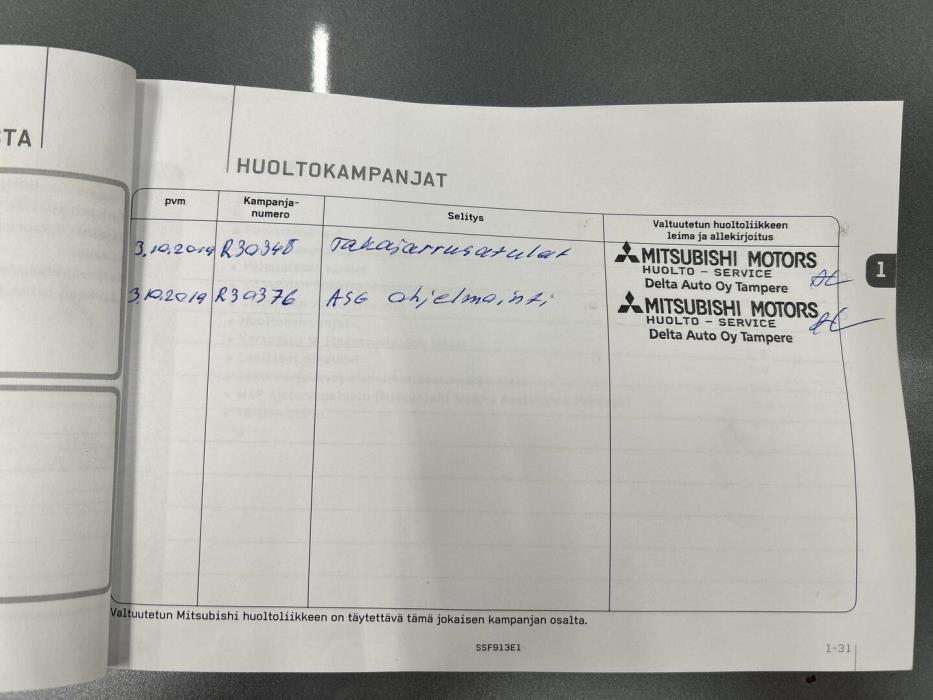 STA
HUOLTOKAMPANJAT
pvm
Kampanja-
numero
Selitys
Valtuutetun huoltoliikkeen
leima ja allekirjoitus
3.10.2019 R30348 Takajarrusatulat
MITSUBISHI MOTORS
HUOLTO - SERVICE
Delta Auto Oy Tampere
1
3.10.2019 R30376 ASG ohjelmointi
MITSUBISHI MOTORS
HUOLTO - SERVICE
Delta Auto Oy Tampere
Valtuutetun Mitsubishi huoltoliikkeen on täytettävä tämä jokaisen kampanjan osalta.
SSF913E1
1-31